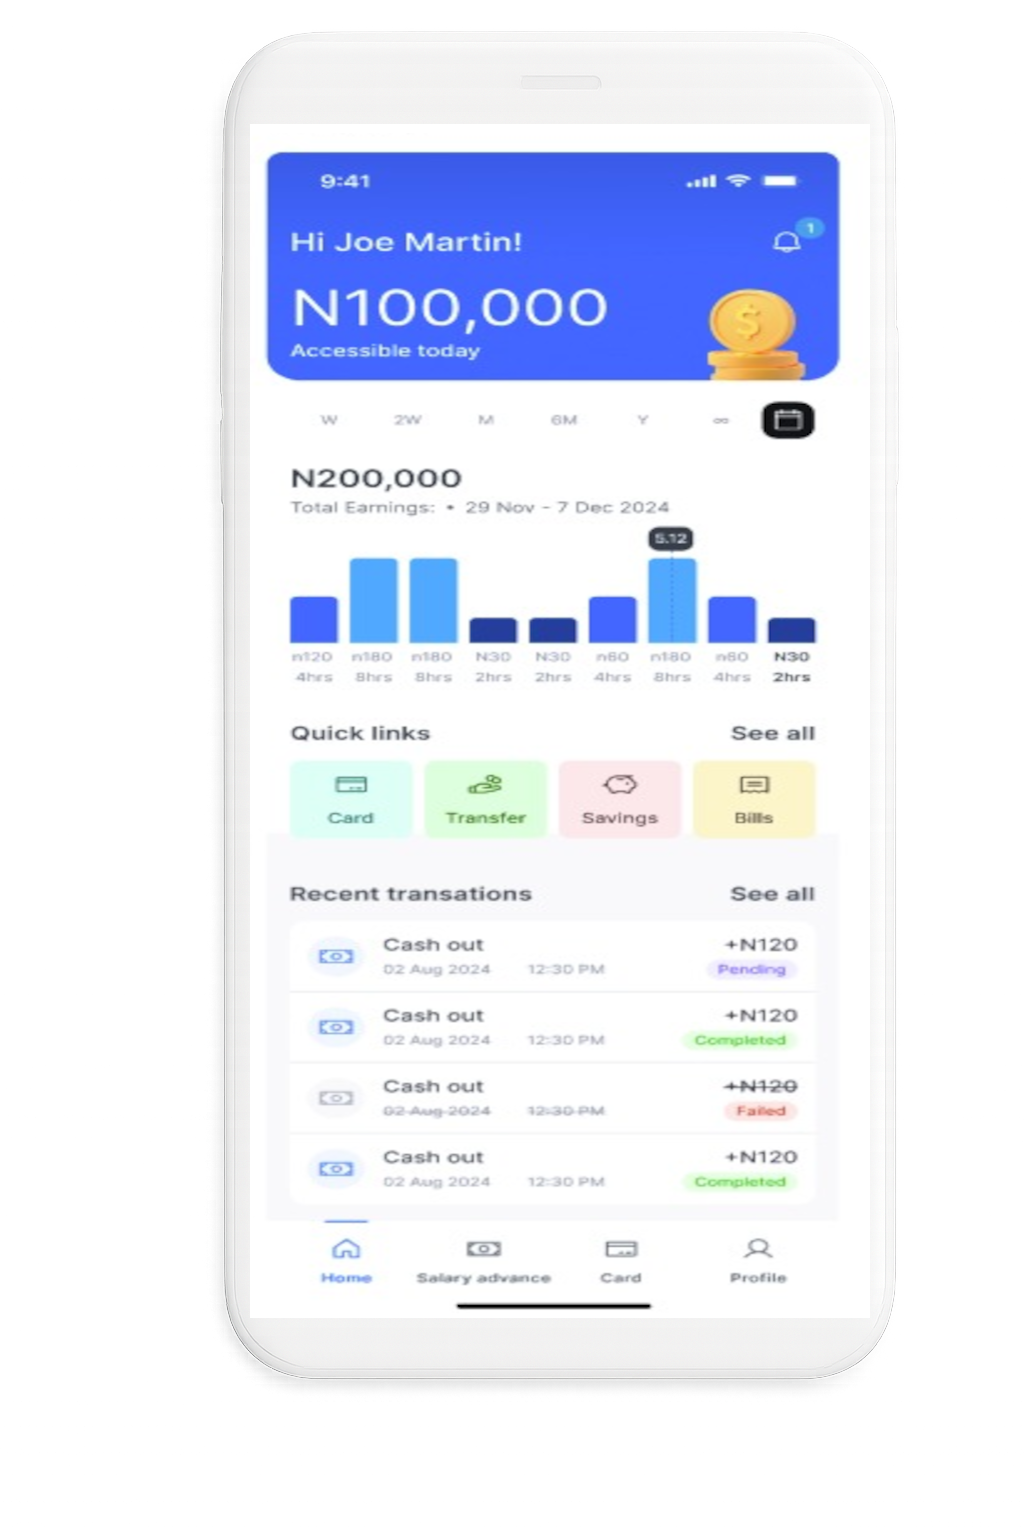 9:41
1
Hi Joe Martin!
N100,000
Accessible today
$
W 2W M 6M Y ∞
N200,000
Total Earnings: • 29 Nov - 7 Dec 2024
5.12
n120 n180 n180 N30 N30 n60 n180 n60 N30
4hrs 8hrs 8hrs 2hrs 2hrs 4hrs 8hrs 4hrs 2hrs
Quick links See all
Card Transfer Savings Bills
Recent transations See all
Cash out +N120
02 Aug 2024 12:30 PM Pending
Cash out +N120
02 Aug 2024 12:30 PM Completed
Cash out +N120
02 Aug 2024 12:30 PM Failed
Cash out +N120
02 Aug 2024 12:30 PM Completed
Home Salary advance Card Profile